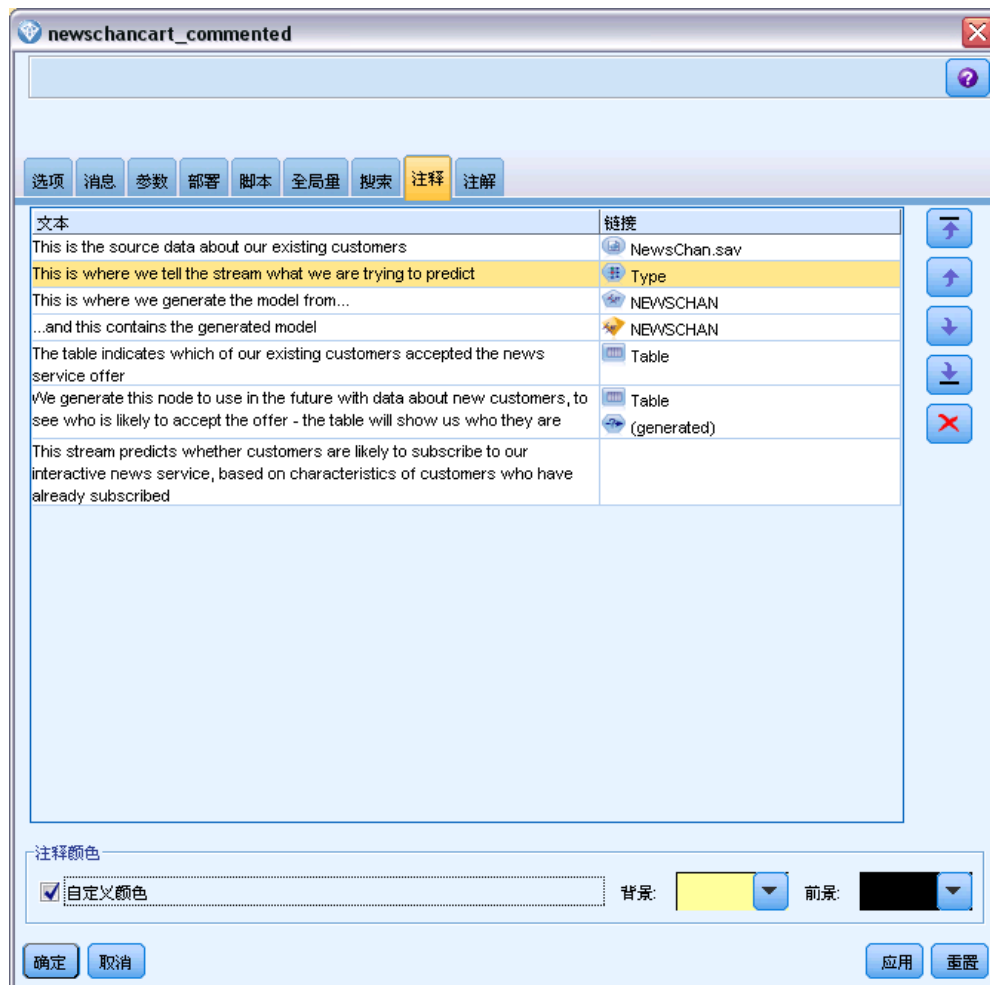 newschancart_commented
选项 消息 参数 部署 脚本 全局量 搜索 注释 注解
文本 链接
This is the source data about our existing customers NewsChan.sav
This is where we tell the stream what we are trying to predict Type
This is where we generate the model from... NEWSCHAN
...and this contains the generated model NEWSCHAN
The table indicates which of our existing customers accepted the news Table
service offer
We generate this node to use in the future with data about new customers, to Table
see who is likely to accept the offer - the table will show us who they are (generated)
This stream predicts whether customers are likely to subscribe to our
interactive news service, based on characteristics of customers who have
already subscribed
注释颜色
自定义颜色 背景: 前景:
确定 取消 应用 重置